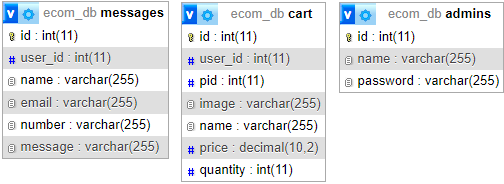 ecom_db messages
id : int(11)
user_id : int(11)
name : varchar(255)
email : varchar(255)
number : varchar(255)
message : varchar(255)
ecom_db cart
id : int(11)
user_id : int(11)
pid : int(11)
image : varchar(255)
name : varchar(255)
price : decimal(10,2)
quantity : int(11)
ecom_db admins
id : int(11)
name : varchar(255)
password : varchar(255)